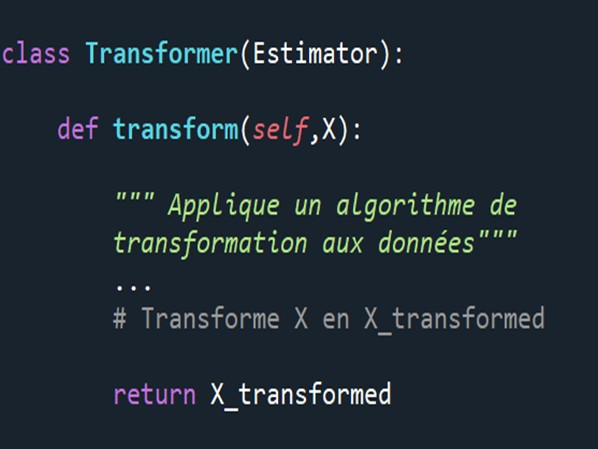 class Transformer(Estimator):
def transform(self,X):
""" Applique un algorithme de
transformation aux données"""
...
# Transforme X en X_transformed
return X_transformed